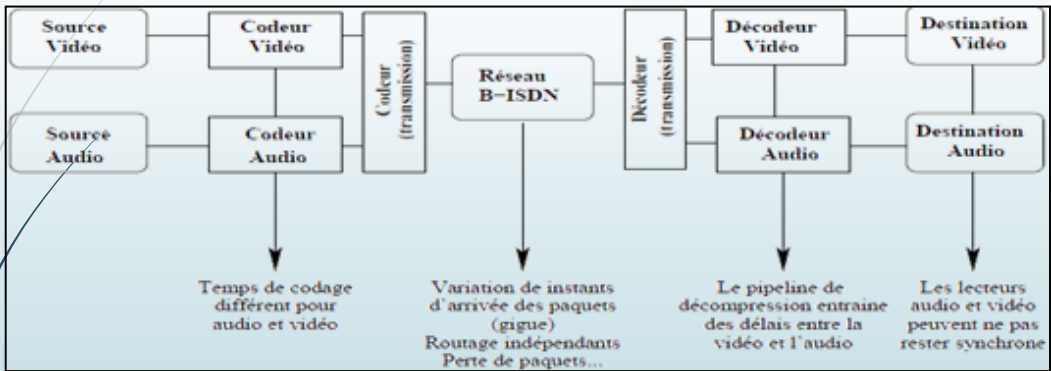 Source
Vidéo
Codeur
Vidéo
Codeur
(transmission)
Réseau
B-ISDN
Décodeur
(transmission)
Décodeur
Vidéo
Destination
Vidéo
Source
Audio
Codeur
Audio
Décodeur
Audio
Destination
Audio
Temps de codage
différent pour
audio et vidéo
Variation de instants
d'arrivée des paquets
(gigue)
Routage indépendants
Perte de paquets...
Le pipeline de
décompression entraine
des délais entre la
vidéo et l'audio
Les lecteurs
audio et vidéo
peuvent ne pas
rester synchrone